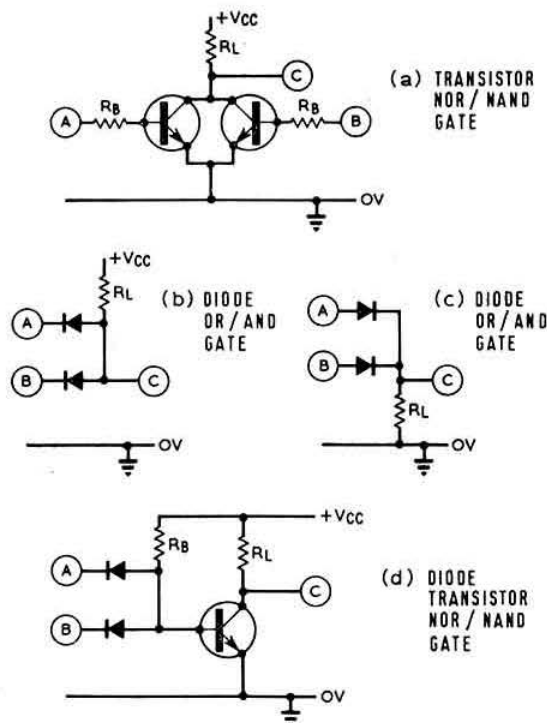 +VCC
RL
C
(a) TRANSISTOR
NOR/NAND
GATE
A
RB
RB
B
OV
+VCC
RL
(b) DIODE
OR/AND
GATE
A
B
C
OV
(c) DIODE
OR/AND
GATE
A
B
C
RL
OV
+VCC
RB
RL
A
C
B
(d) DIODE
TRANSISTOR
NOR/NAND
GATE
OV